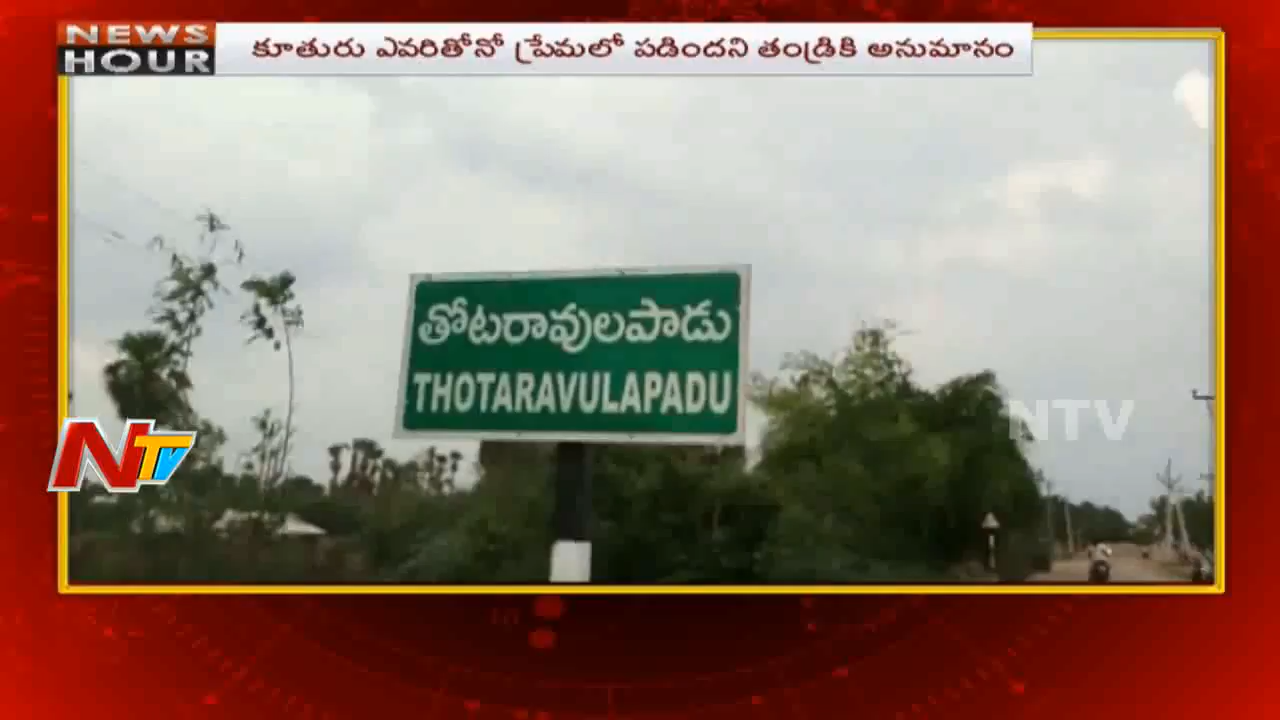 NEWS
HOUR
కూతురు ఎవరితోనో ప్రేమలో పడిందని తండ్రికి అనుమానం
తోటరావులపాడు
THOTARAVULAPADU
NTV
NTV